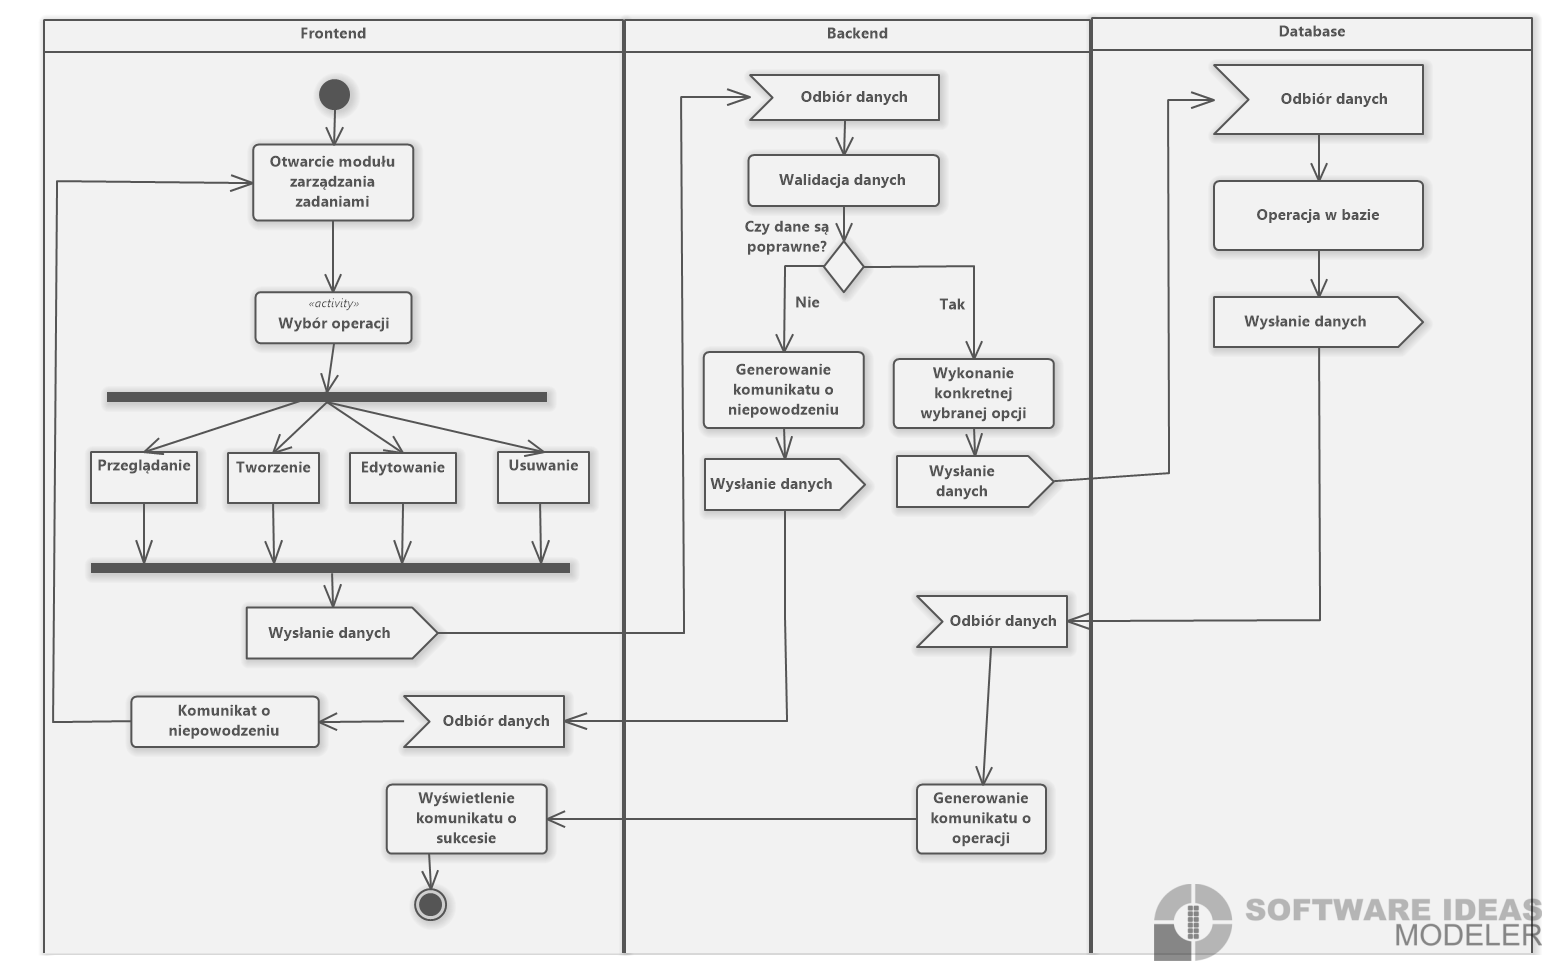 Frontend
Backend
Database
Otwarcie modułu
zarządzania
zadaniami
«activity»
Wybór operacji
Przeglądanie
Tworzenie
Edytowanie
Usuwanie
Wysłanie danych
Odbiór danych
Komunikat o
niepowodzeniu
Wyświetlenie
komunikatu o
sukcesie
Odbiór danych
Walidacja danych
Czy dane są
poprawne?
Nie
Tak
Generowanie
komunikatu o
niepowodzeniu
Wykonanie
konkretnej
wybranej opcji
Wysłanie danych
Wysłanie
danych
Odbiór danych
Generowanie
komunikatu o
operacji
Odbiór danych
Operacja w bazie
Wysłanie danych
SOFTWARE IDEAS
MODELER